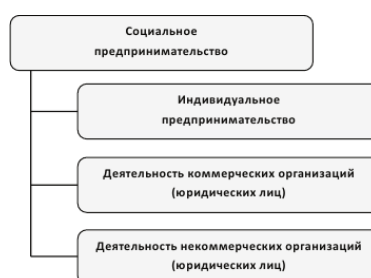 Социальное
предпринимательство
Индивидуальное
предпринимательство
Деятельность коммерческих организаций
(юридических лиц)
Деятельность некоммерческих организаций
(юридических лиц)